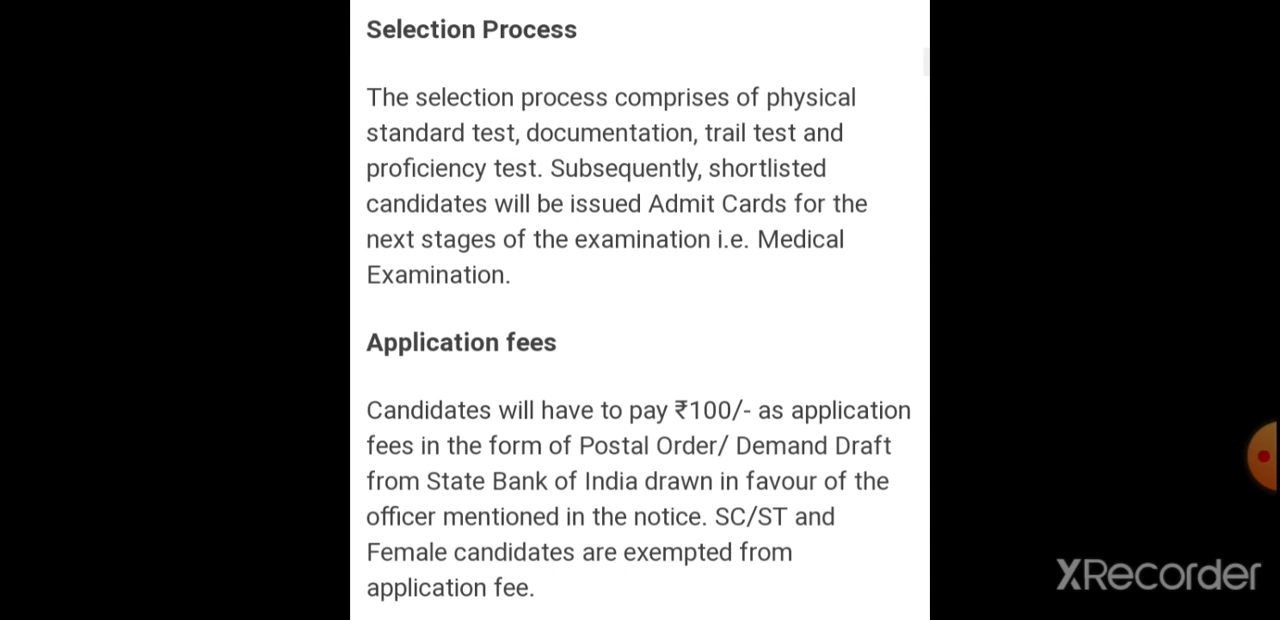 Selection Process
The selection process comprises of physical
standard test, documentation, trail test and
proficiency test. Subsequently, shortlisted
candidates will be issued Admit Cards for the
next stages of the examination i.e. Medical
Examination.
Application fees
Candidates will have to pay ₹100/- as application
fees in the form of Postal Order/ Demand Draft
from State Bank of India drawn in favour of the
officer mentioned in the notice. SC/ST and
Female candidates are exempted from
application fee.
XRecorder